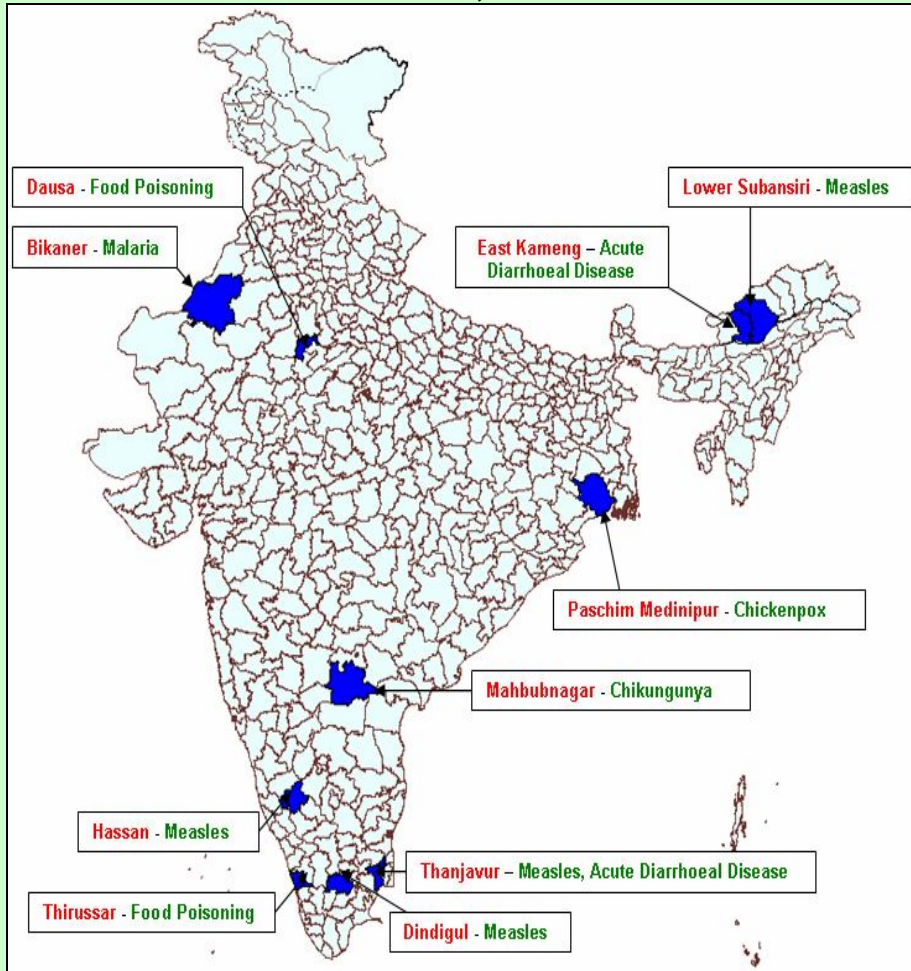 Dausa - Food Poisoning
Lower Subansiri - Measles
Bikaner - Malaria
East Kameng – Acute
Diarrhoeal Disease
Paschim Medinipur - Chickenpox
Mahbubnagar - Chikungunya
Hassan - Measles
Thanjavur – Measles, Acute Diarrhoeal Disease
Thirussar - Food Poisoning
Dindigul - Measles